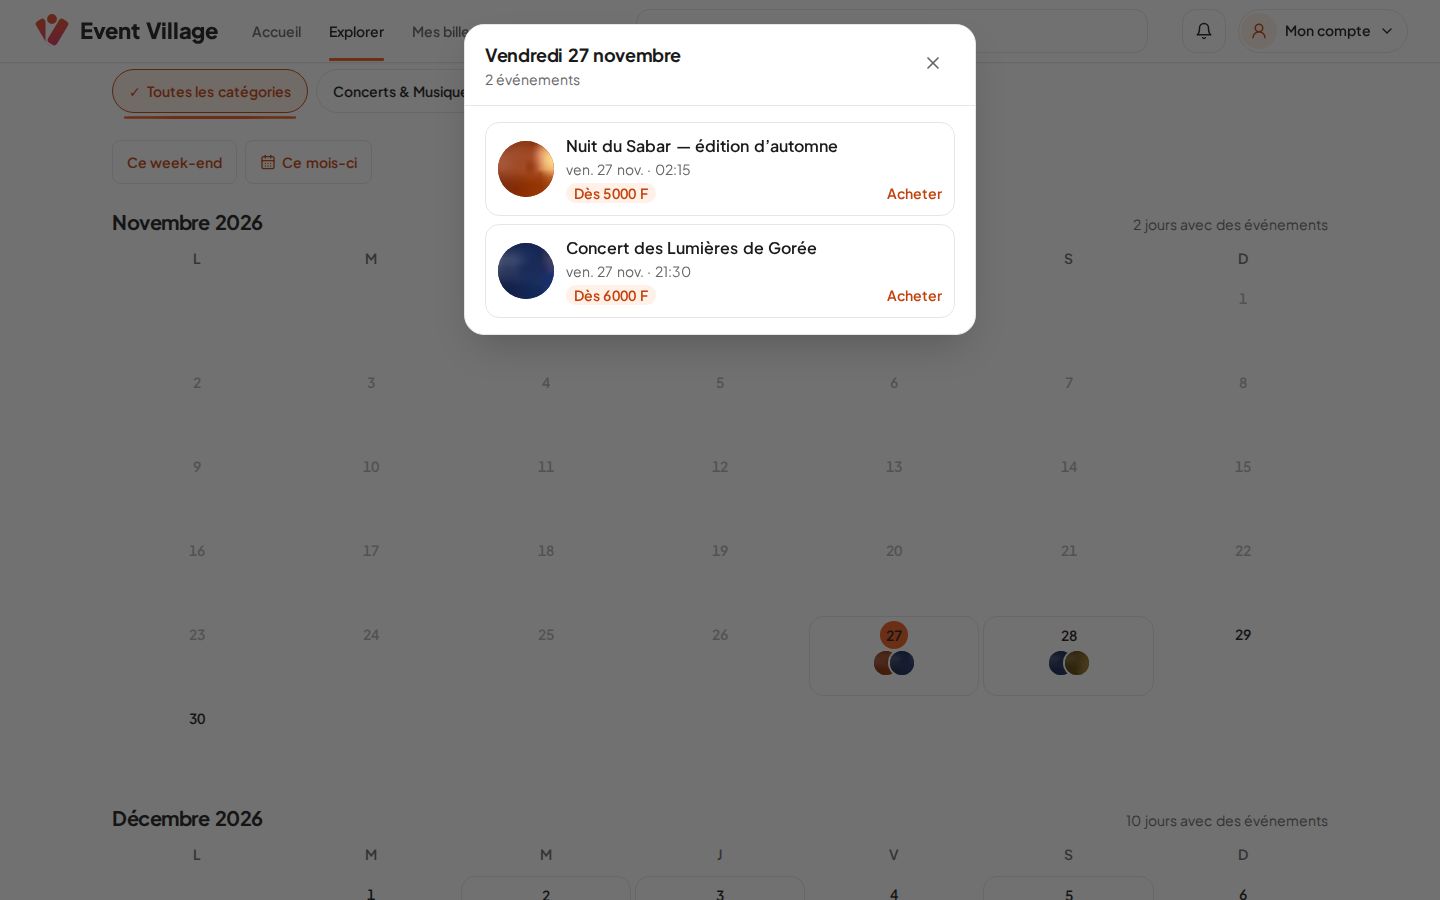 Event Village
Accueil
Explorer
Mon compte
✓ Toutes les catégories
Concerts & Musique
Ce week-end
Ce mois-ci
Vendredi 27 novembre
2 événements
Nuit du Sabar — édition d’automne
ven. 27 nov. · 02:15
Dès 5000 F
Acheter
Concert des Lumières de Gorée
ven. 27 nov. · 21:30
Dès 6000 F
Acheter
Novembre 2026
2 jours avec des événements
L M S D
1
2 3 4 5 6 7 8
9 10 11 12 13 14 15
16 17 18 19 20 21 22
23 24 25 26 27 28 29
30
Décembre 2026
10 jours avec des événements
L M M J V S D
1 2 3 4 5 6